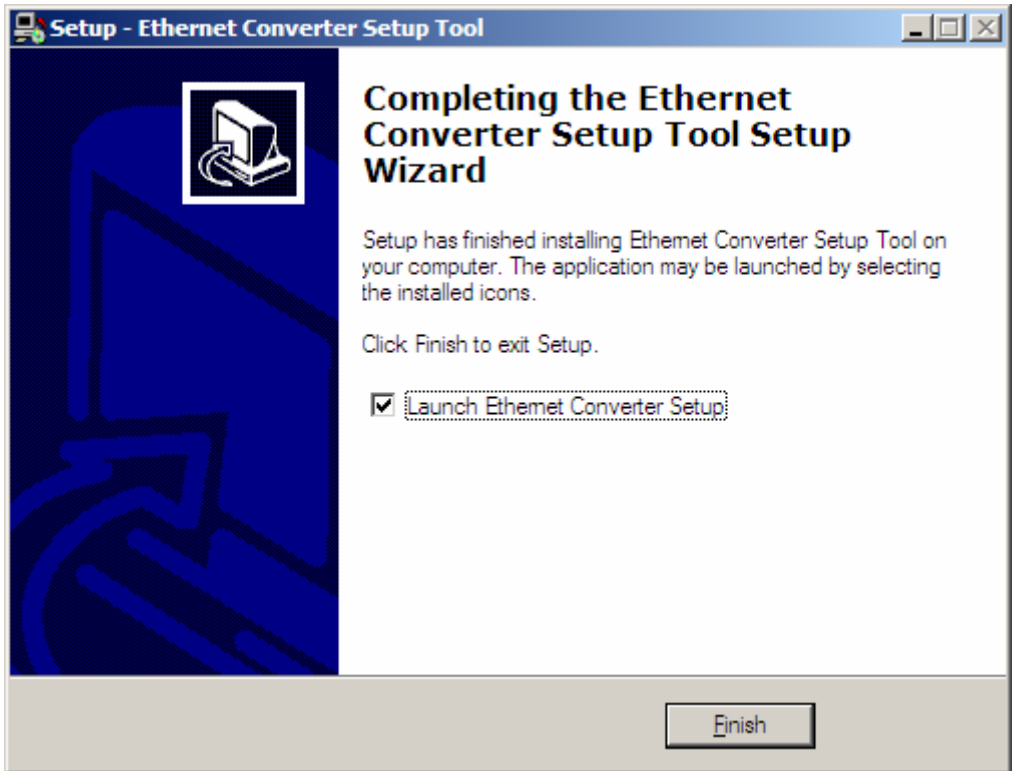 Setup - Ethernet Converter Setup Tool
Completing the Ethernet
Converter Setup Tool Setup
Wizard
Setup has finished installing Ethernet Converter Setup Tool on
your computer. The application may be launched by selecting
the installed icons.
Click Finish to exit Setup.
Launch Ethernet Converter Setup
Finish